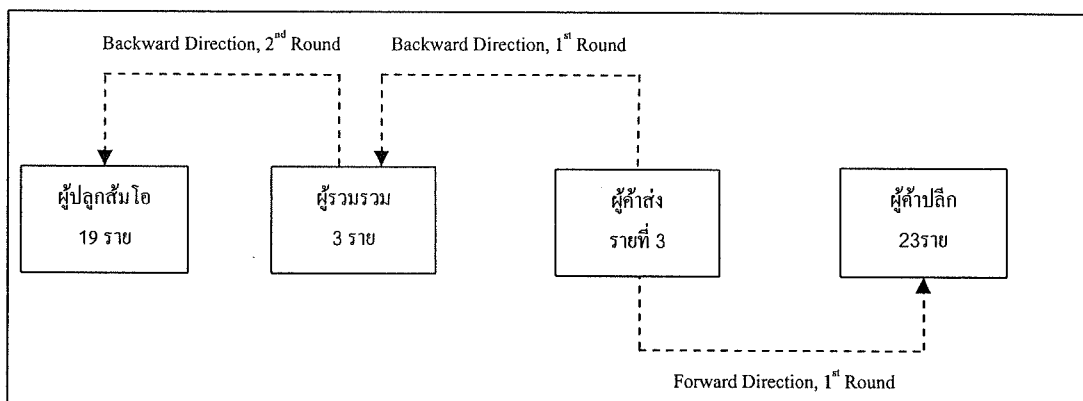 Backward Direction, 2nd Round
Backward Direction, 1st Round
ผู้ปลูกส้มโอ
19 ราย
ผู้รวมรวม
3 ราย
ผู้ค้าส่ง
รายที่ 3
ผู้ค้าปลีก
23ราย
Forward Direction, 1st Round